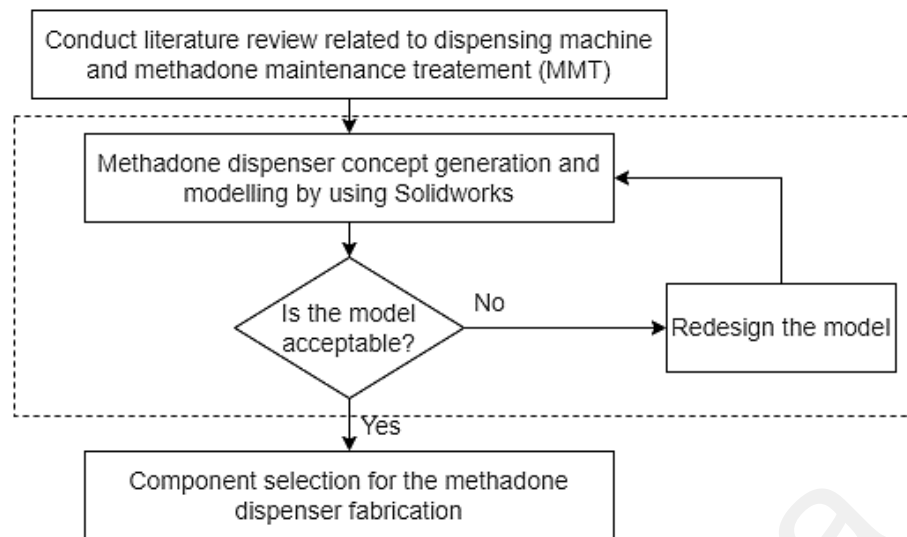 Conduct literature review related to dispensing machine
and methadone maintenance treatement (MMT)
Methadone dispenser concept generation and
modelling by using Solidworks
Is the model
acceptable?
No
Redesign the model
Yes
Component selection for the methadone
dispenser fabrication